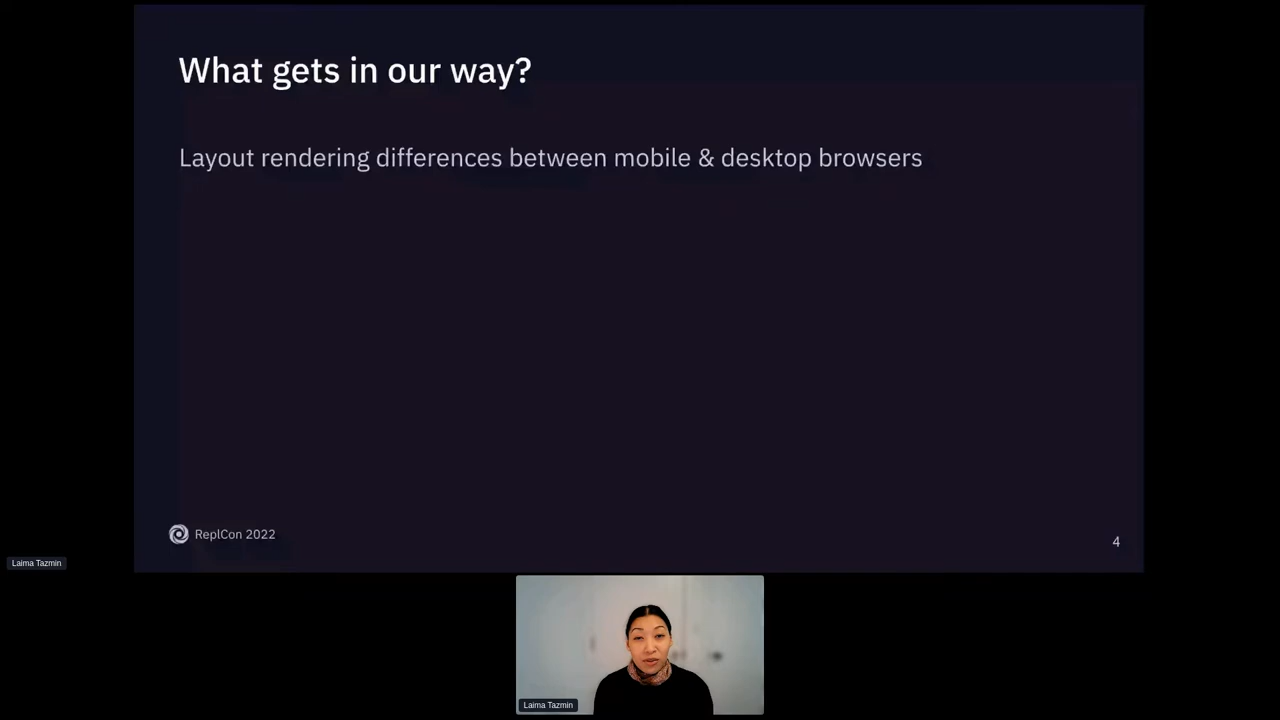 What gets in our way?
Layout rendering differences between mobile & desktop browsers
ReplCon 2022
4
Laima Tazmin
Laima Tazmin